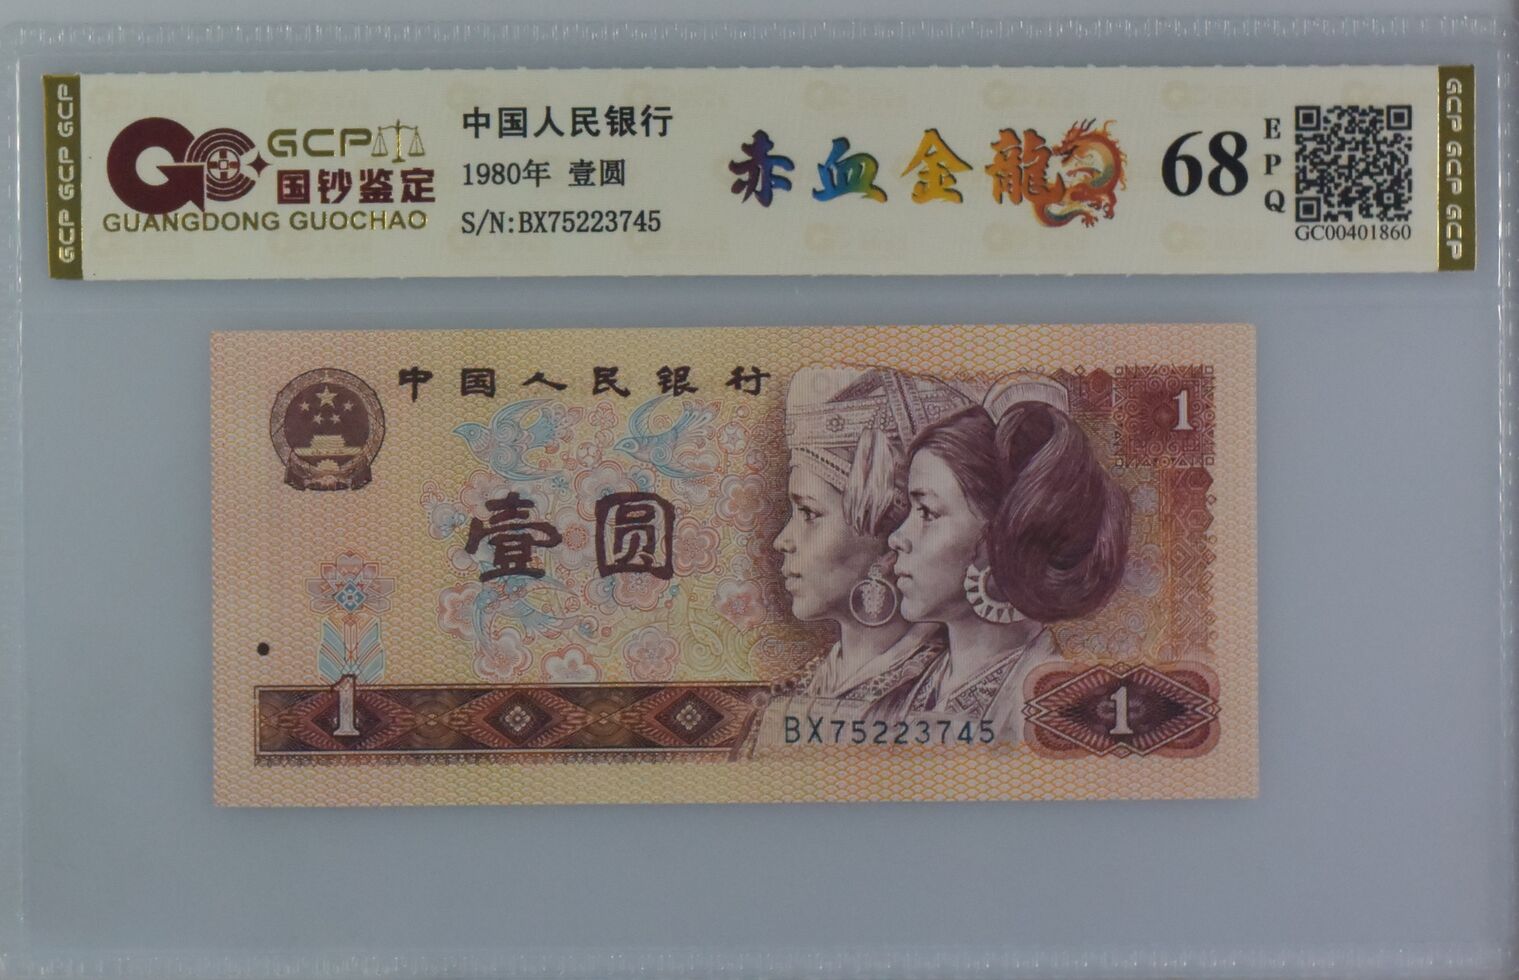 GCP
国钞鉴定
GUANGDONG GUOCHAO
中国人民银行
1980年 壹圆
S/N:BX75223745
赤血金龍
68
EPQ
GC00401860
GCP GCP GCP
GCP GCP GCP GCP
中国人民银行
1
壹圆
1
BX75223745
1